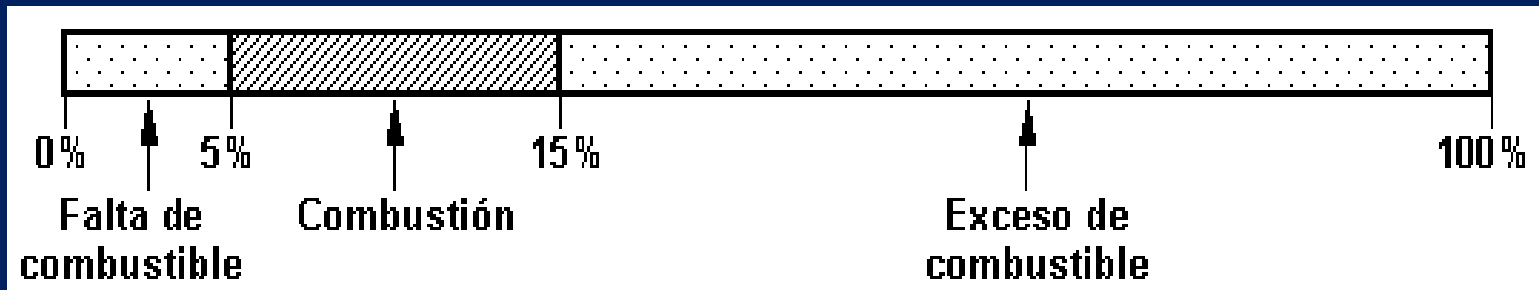 0% 5% 15% 100%
Falta de combustible
Combustión
Exceso de combustible